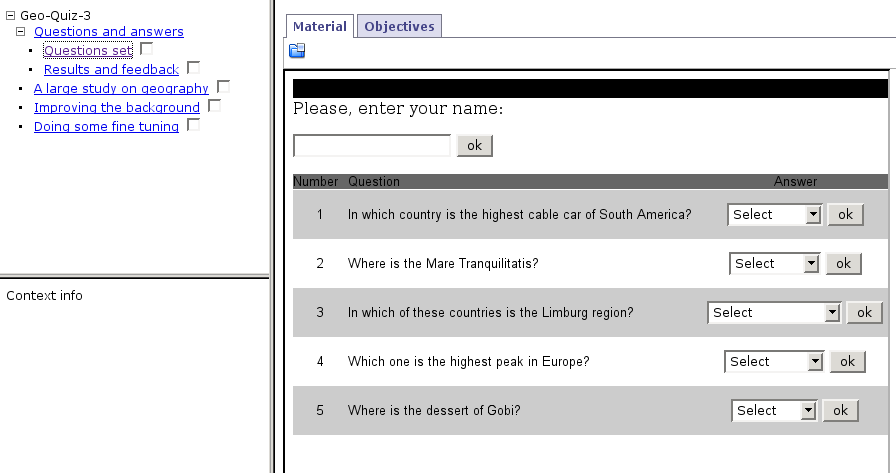 Geo-Quiz-3
Questions and answers
Questions set
Results and feedback
A large study on geography
Improving the background
Doing some fine tuning
Context info
Material Objectives
Please, enter your name:
ok
Number Question Answer
1 In which country is the highest cable car of South America? Select ok
2 Where is the Mare Tranquilitatis? Select ok
3 In which of these countries is the Limburg region? Select ok
4 Which one is the highest peak in Europe? Select ok
5 Where is the dessert of Gobi? Select ok